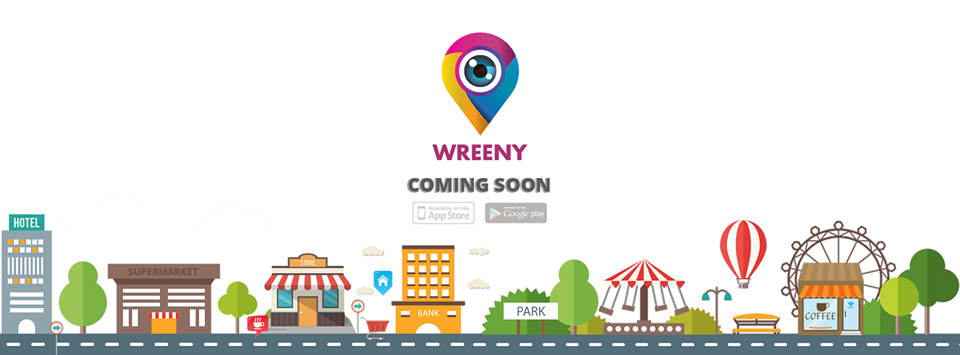 WREENY
COMING SOON
Available on the
App Store
Google play
HOTEL
SUPERMARKET
STORE
BANK
PARK
COFFEE